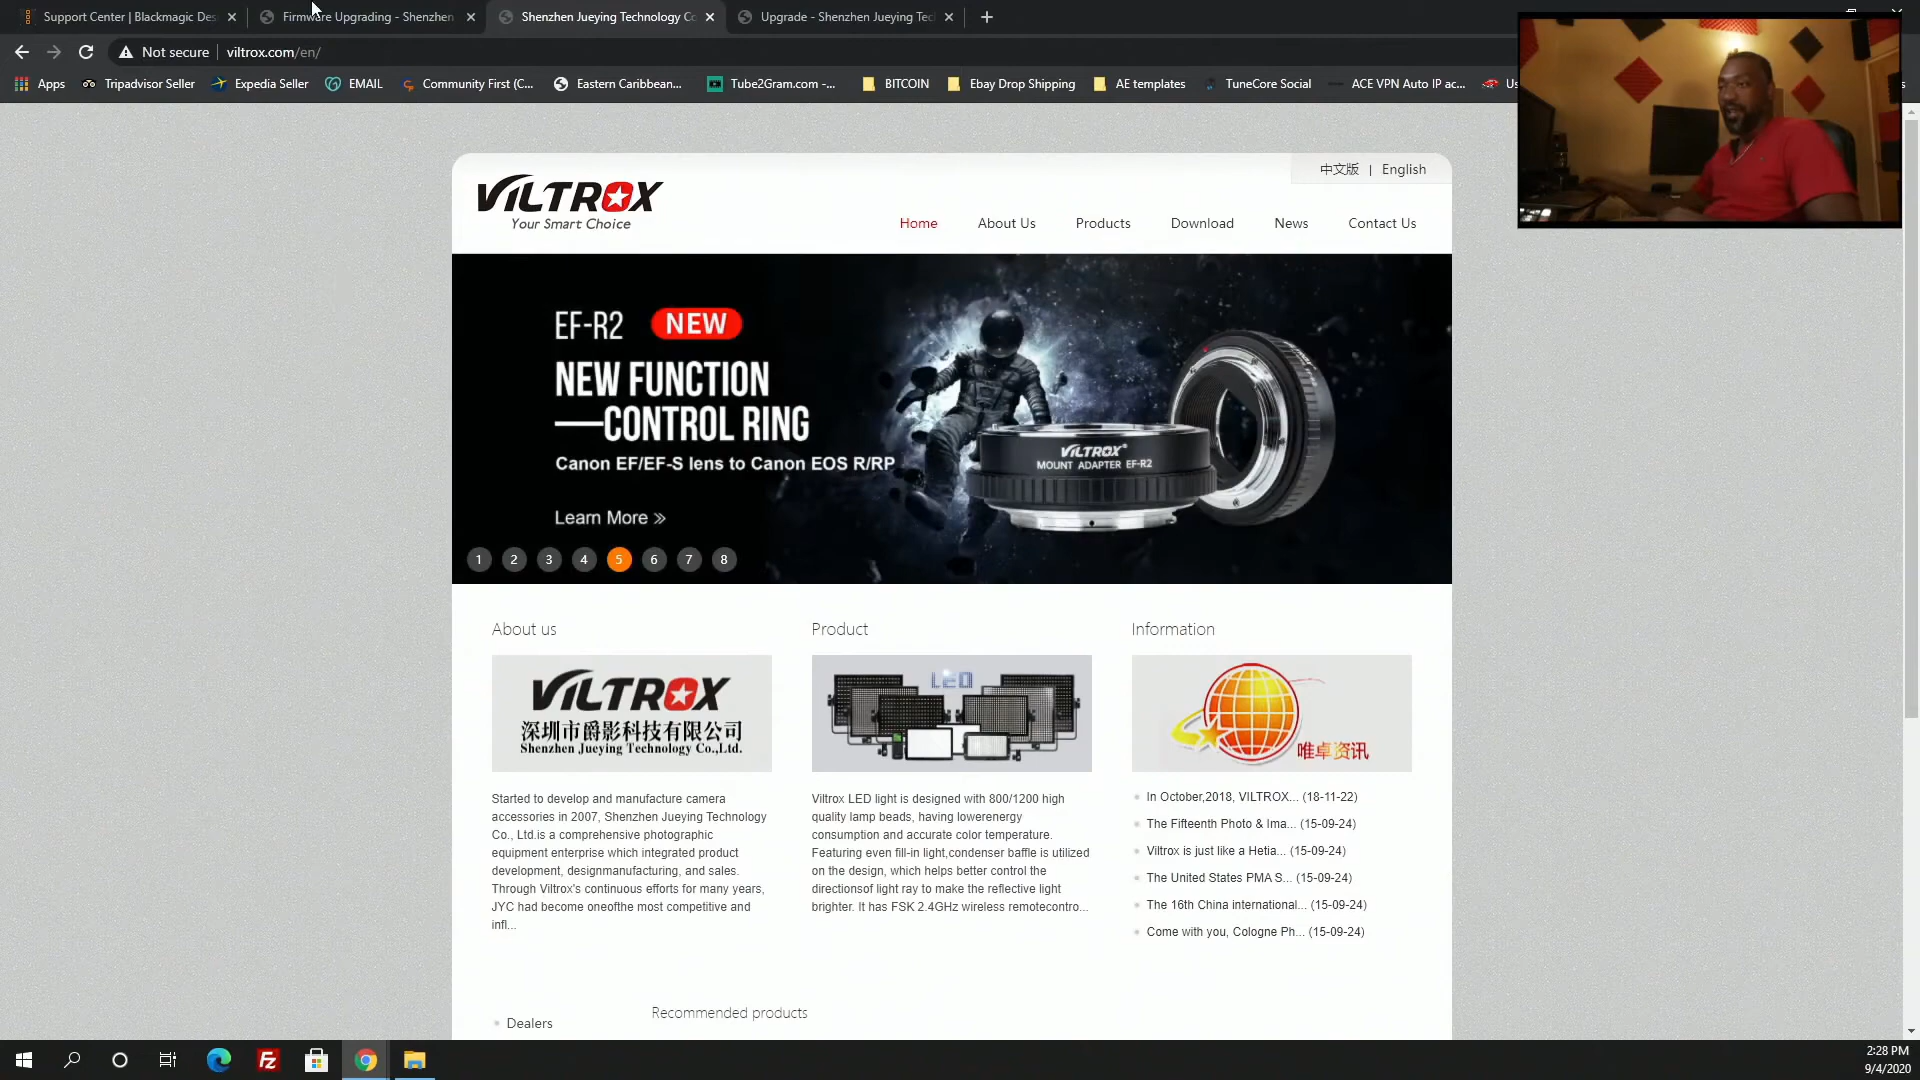 Support Center | Blackmagic Des
Firmware Upgrading - Shenzhen
Shenzhen Jueying Technology Co
Upgrade - Shenzhen Jueying Tec
Not secure
viltrox.com/en/
Apps
Tripadvisor Seller
Expedia Seller
EMAIL
Community First (C...
Eastern Caribbean...
Tube2Gram.com -...
BITCOIN
Ebay Drop Shipping
AE templates
TuneCore Social
ACE VPN Auto IP ac...
中文版 | English
VILTROX
Your Smart Choice
Home
About Us
Products
Download
News
Contact Us
EF-R2 NEW
NEW FUNCTION
—CONTROL RING
Canon EF/EF-S lens to Canon EOS R/RP
Learn More »
VILTROX®
MOUNT ADAPTER EF-R2
1 2 3 4 5 6 7 8
About us
VILTROX
深圳市爵影科技有限公司
Shenzhen Jueying Technology Co.,Ltd.
Started to develop and manufacture camera
accessories in 2007, Shenzhen Jueying Technology
Co., Ltd.is a comprehensive photographic
equipment enterprise which integrated product
development, designmanufacturing, and sales.
Through Viltrox's continuous efforts for many years,
JYC had become oneofthe most competitive and
infl...
Product
LED
Viltrox LED light is designed with 800/1200 high
quality lamp beads, having lowerenergy
consumption and accurate color temperature.
Featuring even fill-in light,condenser baffle is utilized
on the design, which helps better control the
directionsof light ray to make the reflective light
brighter. It has FSK 2.4GHz wireless remotecontro...
Information
唯卓资讯
In October,2018, VILTROX... (18-11-22)
The Fifteenth Photo & Ima... (15-09-24)
Viltrox is just like a Hetia... (15-09-24)
The United States PMA S... (15-09-24)
The 16th China international... (15-09-24)
Come with you, Cologne Ph... (15-09-24)
Dealers
Recommended products
2:28 PM
9/4/2020